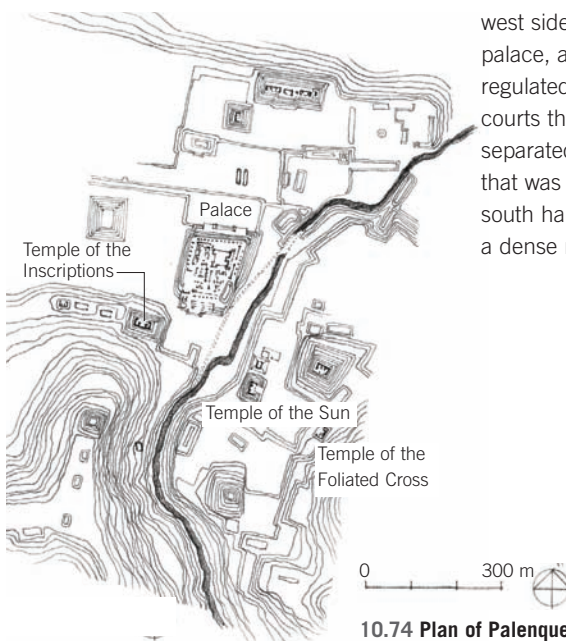 west side
palace, a
regulated
courts th
separated
that was
south ha
a dense
Palace
Temple of the
Inscriptions
Temple of the Sun
Temple of the
Foliated Cross
0 300 m
10.74 Plan of Palenque